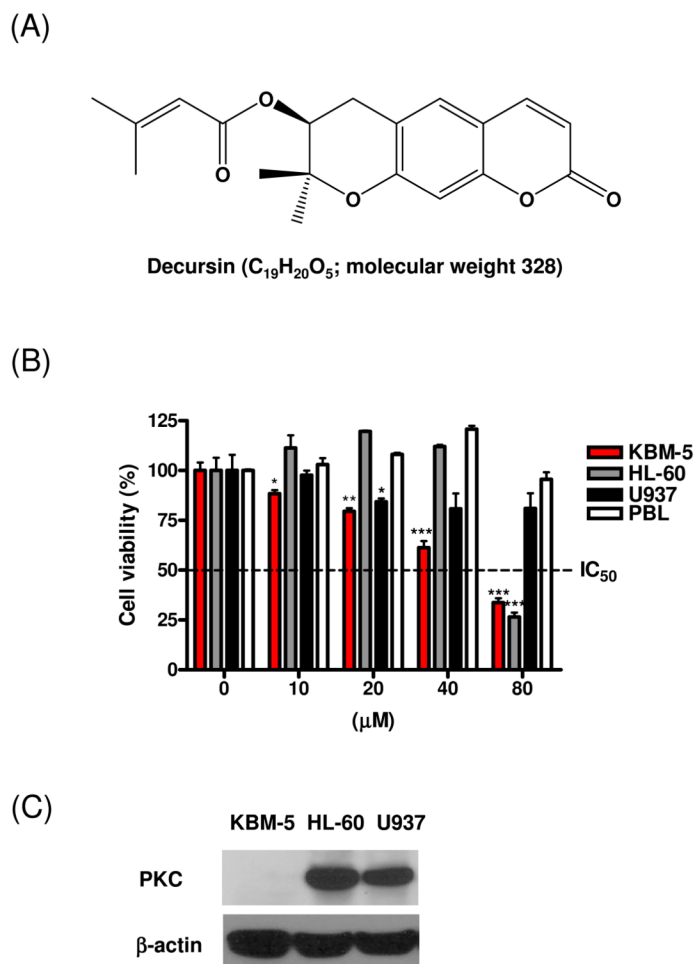 (A)
O
O
O
O
O
Decursin (C₁₉H₂₀O₅; molecular weight 328)
(B)
Cell viability (%)
125
100
75
50
25
0
*
**
*
***
***
***
KBM-5
HL-60
U937
PBL
IC₅₀
0 10 20 40 80
(μM)
(C)
KBM-5 HL-60 U937
PKC
β-actin